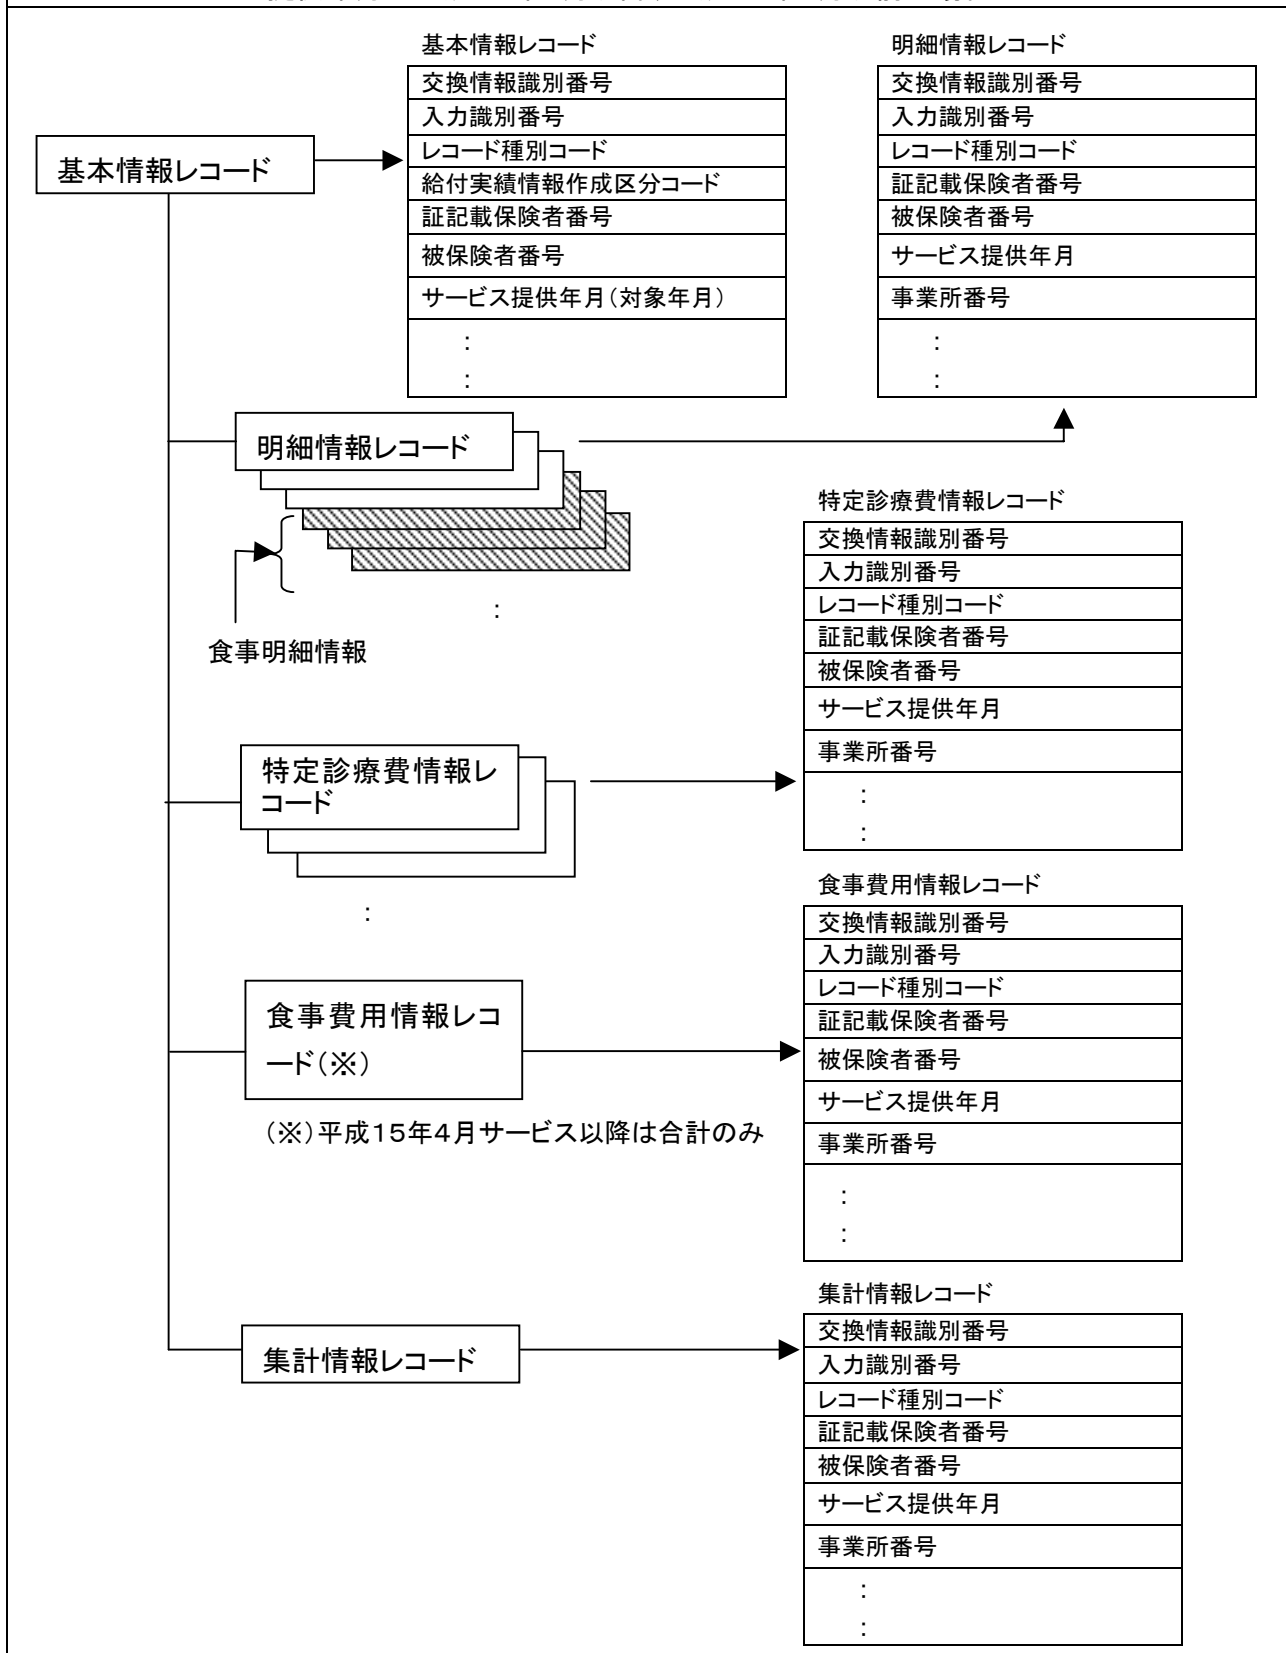 基本情報レコード
基本情報レコード
交換情報識別番号
入力識別番号
レコード種別コード
給付実績情報作成区分コード
証記載保険者番号
被保険者番号
サービス提供年月(対象年月)
:
:
明細情報レコード
交換情報識別番号
入力識別番号
レコード種別コード
証記載保険者番号
被保険者番号
サービス提供年月
事業所番号
:
:
明細情報レコード
:
食事明細情報
特定診療費情報レ
コード
:
特定診療費情報レコード
交換情報識別番号
入力識別番号
レコード種別コード
証記載保険者番号
被保険者番号
サービス提供年月
事業所番号
:
:
食事費用情報レコ
ード(※)
(※)平成15年4月サービス以降は合計のみ
食事費用情報レコード
交換情報識別番号
入力識別番号
レコード種別コード
証記載保険者番号
被保険者番号
サービス提供年月
事業所番号
:
:
集計情報レコード
集計情報レコード
交換情報識別番号
入力識別番号
レコード種別コード
証記載保険者番号
被保険者番号
サービス提供年月
事業所番号
:
: